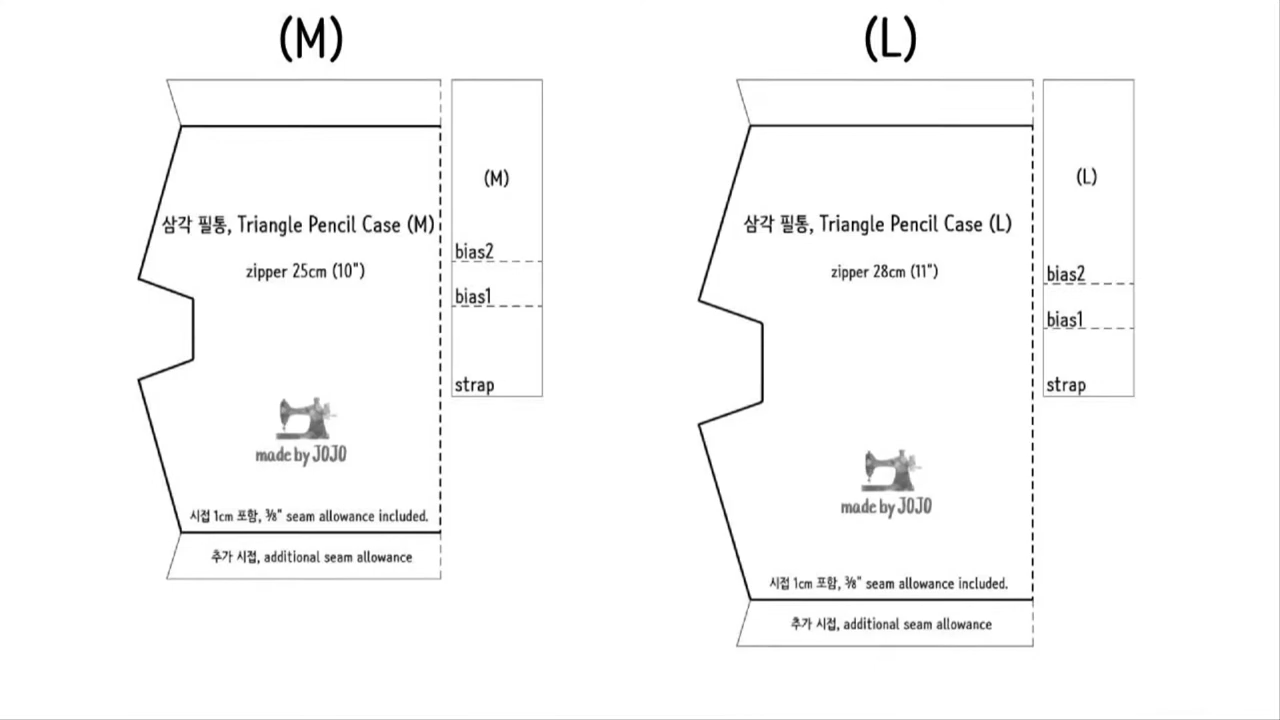 (M)
삼각 필통, Triangle Pencil Case (M)
zipper 25cm (10")
made by JOJO
시접 1cm 포함, ⅜" seam allowance included.
추가 시접, additional seam allowance
(M)
bias2
bias1
strap
(L)
삼각 필통, Triangle Pencil Case (L)
zipper 28cm (11")
made by JOJO
시접 1cm 포함, ⅜" seam allowance included.
추가 시접, additional seam allowance
(L)
bias2
bias1
strap